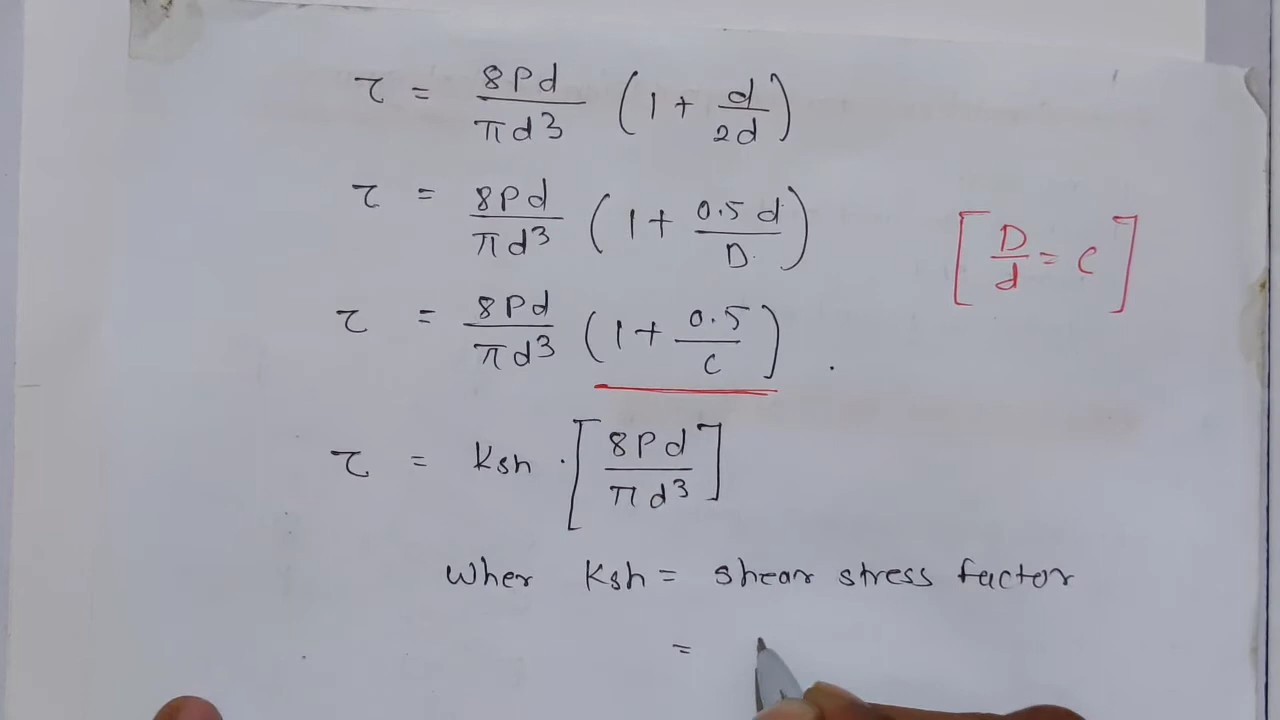 τ = 8Pd/πd³ (1 + d/2d)
τ = 8Pd/πd³ (1 + 0.5 d/D)
[D/d = C]
τ = 8Pd/πd³ (1 + 0.5/C]
τ = Ksh · [8Pd/πd³]
Wher Ksh = shear stress factor
=